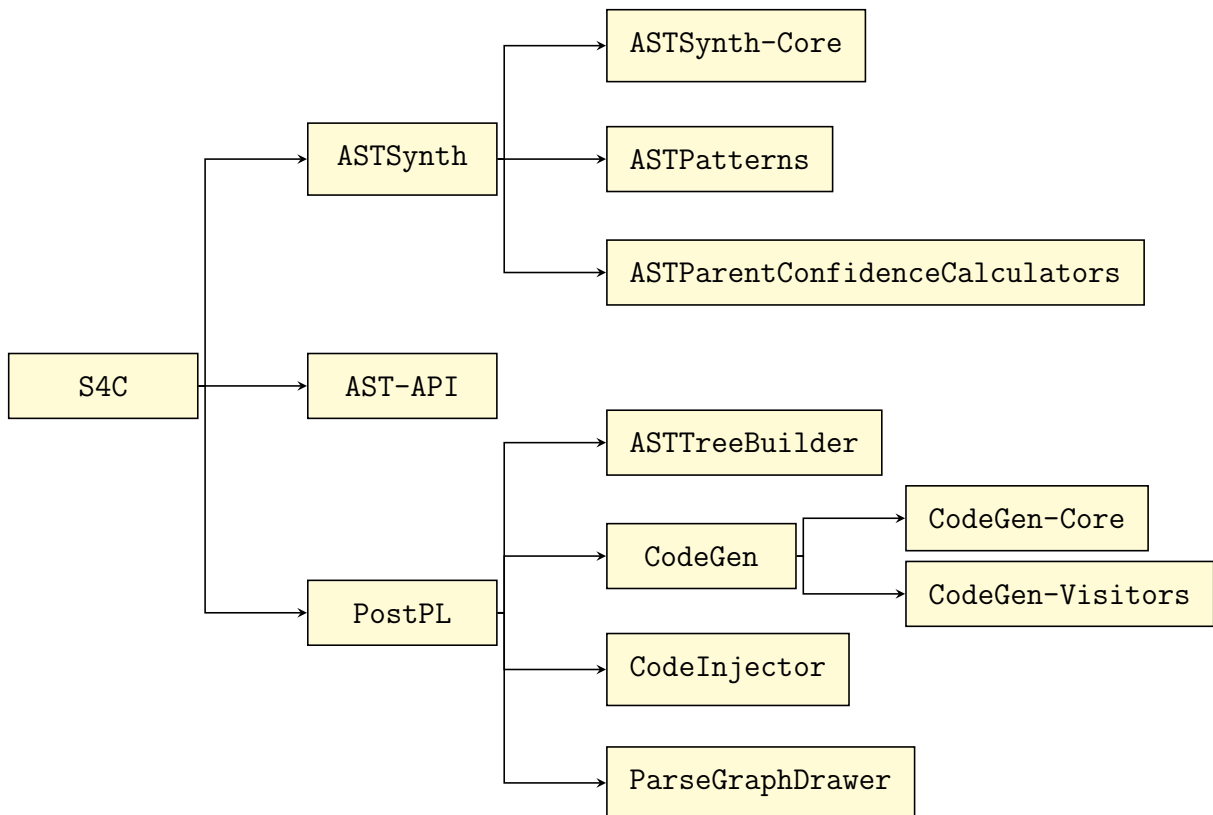 S4C
ASTSynth
ASTSynth-Core
ASTPatterns
ASTParentConfidenceCalculators
AST-API
PostPL
ASTTreeBuilder
CodeGen
CodeGen-Core
CodeGen-Visitors
CodeInjector
ParseGraphDrawer